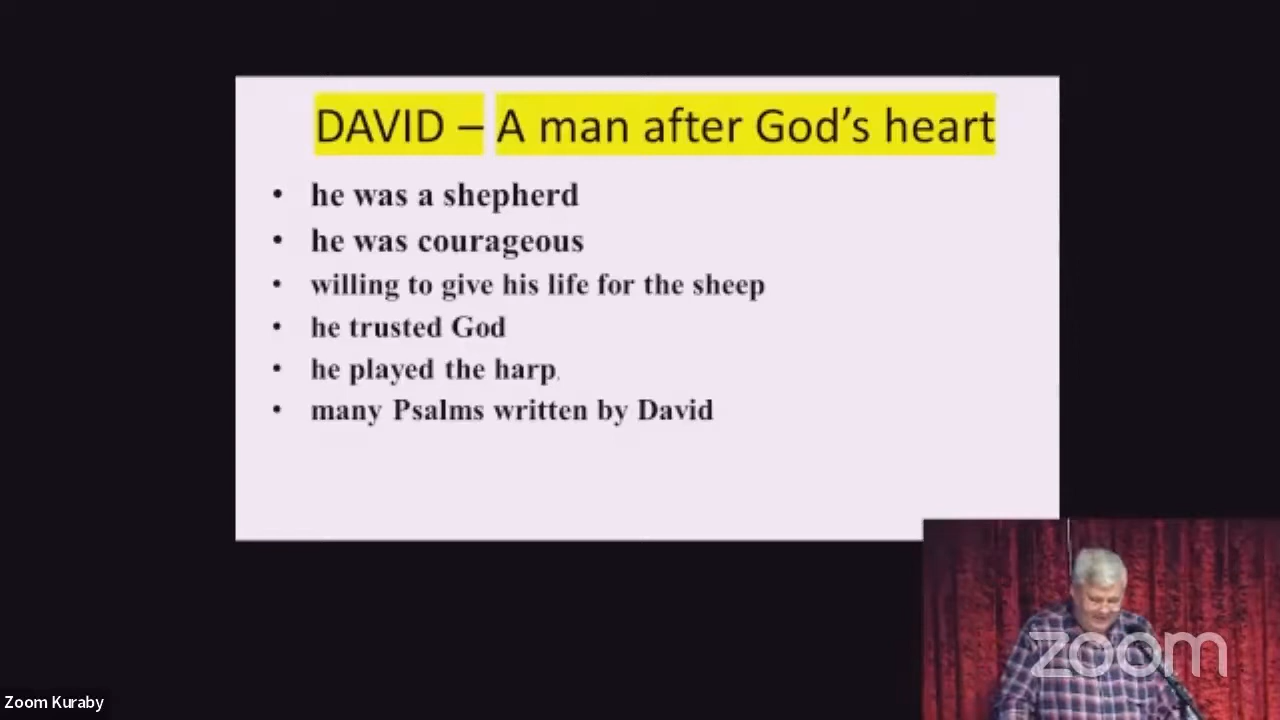 DAVID – A man after God's heart
• he was a shepherd
• he was courageous
• willing to give his life for the sheep
• he trusted God
• he played the harp.
• many Psalms written by David
zoom
Zoom Kuraby